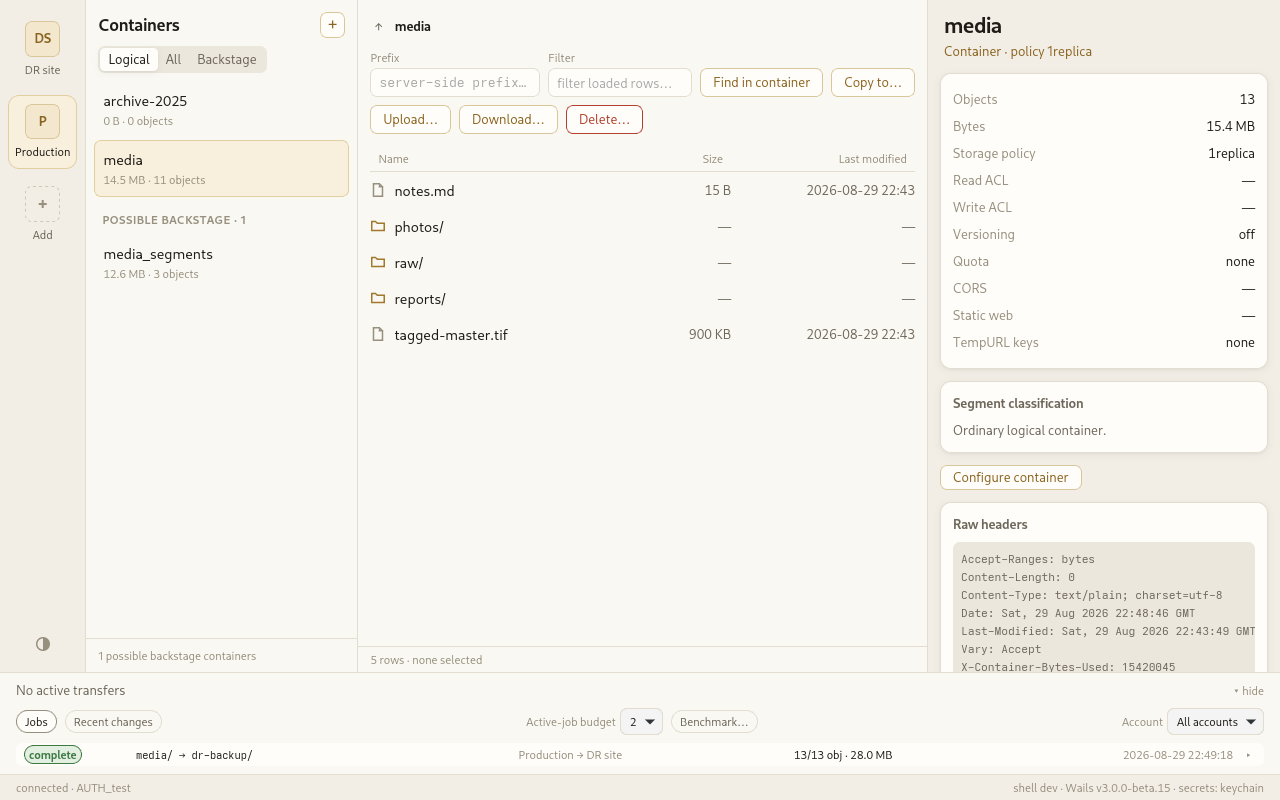 DS
DR site
P
Production
+
Add
Containers
+
Logical
All
Backstage
archive-2025
0 B · 0 objects
media
14.5 MB · 11 objects
POSSIBLE BACKSTAGE · 1
media_segments
12.6 MB · 3 objects
1 possible backstage containers
↑ media
Prefix
Filter
server-side prefix…
filter loaded rows…
Find in container
Copy to…
Upload…
Download…
Delete…
Name Size Last modified
notes.md 15 B 2026-08-29 22:43
photos/ — —
raw/ — —
reports/ — —
tagged-master.tif 900 KB 2026-08-29 22:43
5 rows · none selected
media
Container · policy 1replica
Objects 13
Bytes 15.4 MB
Storage policy 1replica
Read ACL —
Write ACL —
Versioning off
Quota none
CORS —
Static web —
TempURL keys none
Segment classification
Ordinary logical container.
Configure container
Raw headers
Accept-Ranges: bytes
Content-Length: 0
Content-Type: text/plain; charset=utf-8
Date: Sat, 29 Aug 2026 22:48:46 GMT
Last-Modified: Sat, 29 Aug 2026 22:43:49 GMT
Vary: Accept
X-Container-Bytes-Used: 15420045
No active transfers
▾ hide
Jobs
Recent changes
Active-job budget 2
Benchmark…
Account All accounts
complete media/ → dr-backup/ Production → DR site 13/13 obj · 28.0 MB 2026-08-29 22:49:18 ▸
connected · AUTH_test
shell dev · Wails v3.0.0-beta.15 · secrets: keychain